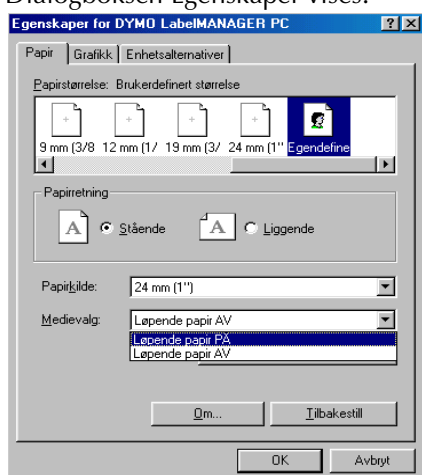 Dialogboksen Egenskaper vises.
Egenskaper for DYMO LabelMANAGER PC
Papir Grafikk Enhetsalternativer
Papirstørrelse: Brukerdefinert størrelse
9 mm (3/8 12 mm (1/ 19 mm (3/ 24 mm (1'' Egendefine
Papirretning
A Stående A Liggende
Papirkilde: 24 mm (1'')
Medievalg: Løpende papir AV
Løpende papir PÅ
Løpende papir AV
Om... Tilbakestill
OK Avbryt